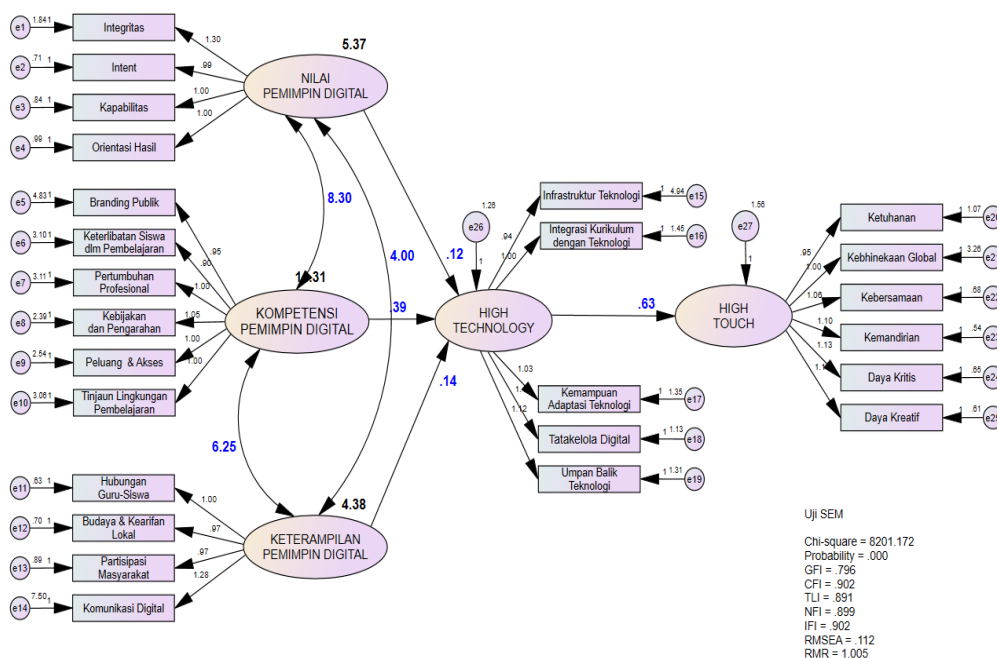 e1
1.84 1
Integritas
1.30
5.37
e2
.71 1
Intent
.99
NILAI
PEMIMPIN DIGITAL
e3
.84 1
Kapabilitas
1.00
e4
.99 1
Orientasi Hasil
1.00
e5
4.83 1
Branding Publik
.95
e6
3.10 1
Keterlibatan Siswa
dlm Pembelajaran
.90
e7
3.11 1
Pertumbuhan
Profesional
1.00
e8
2.39 1
Kebijakan
dan Pengarahan
1.05
KOMPETENSI
PEMIMPIN DIGITAL
e9
2.54 1
Peluang & Akses
1.00
e10
3.06 1
Tinjaun Lingkungan
Pembelajaran
1.00
8.30
4.00
6.25
.12
.39
.14
e11
.63 1
Hubungan
Guru-Siswa
1.00
4.38
e12
.70 1
Budaya & Kearifan
Lokal
.97
KETERAMPILAN
PEMIMPIN DIGITAL
e13
.89 1
Partisipasi
Masyarakat
.97
e14
7.50 1
Komunikasi Digital
1.28
1.26
e26
1
HIGH
TECHNOLOGY
.94
Infrastruktur Teknologi
1 4.94
e15
1.00
Integrasi Kurikulum
dengan Teknologi
1 1.45
e16
1.03
Kemampuan
Adaptasi Teknologi
1 1.35
e17
Tatakelola Digital
1 1.13
e18
1.12
Umpan Balik
Teknologi
1 1.31
e19
.63
1.56
e27
1
HIGH
TOUCH
.95
Ketuhanan
1 1.07
1.00
Kebhinekaan Global
1 3.26
1.06
Kebersamaan
1 .68
1.10
Kemandirian
1 .54
1.13
Daya Kritis
1 .65
Daya Kreatif
1 .61
Uji SEM
Chi-square = 8201.172
Probability = .000
GFI = .796
CFI = .902
TLI = .891
NFI = .899
IFI = .902
RMSEA = .112
RMR = 1.005